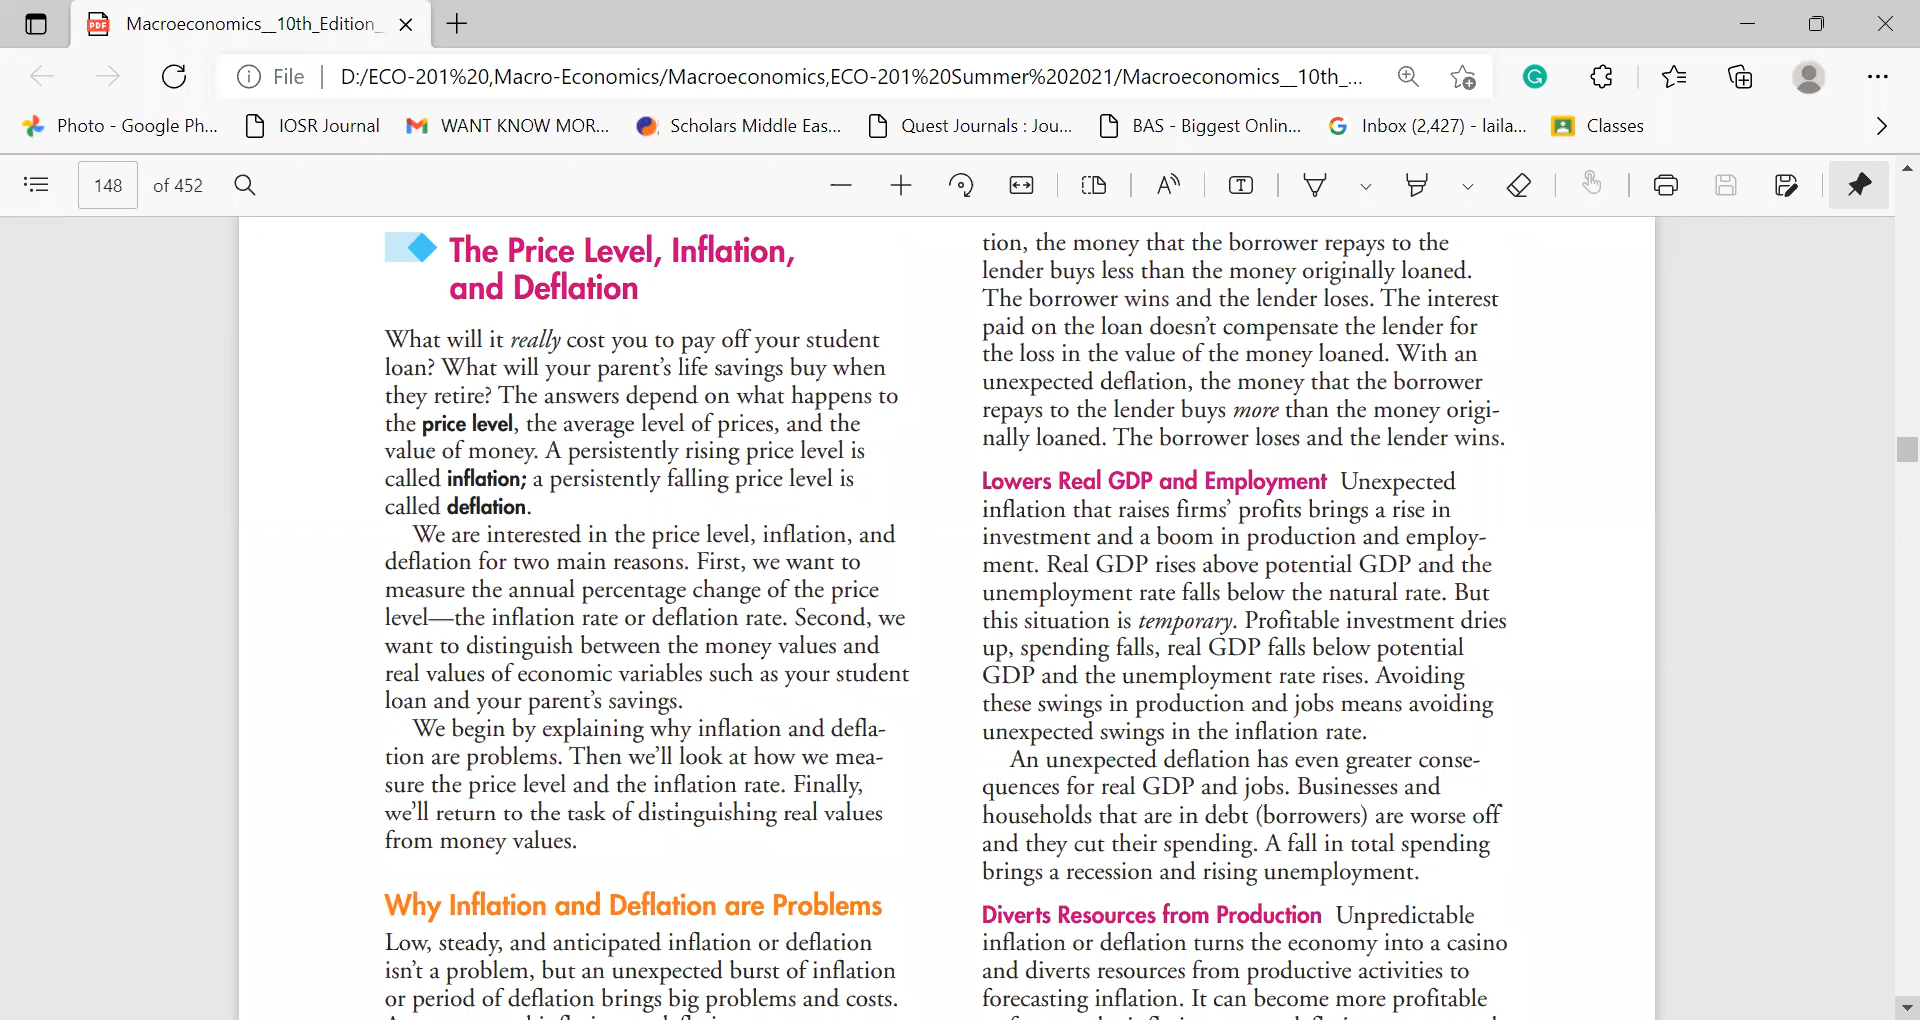 Macroeconomics_10th_Edition_
File
D:/ECO-201%20,Macro-Economics/Macroeconomics,ECO-201%20Summer%202021/Macroeconomics_10th_...
Photo - Google Ph...
IOSR Journal
WANT KNOW MOR...
Scholars Middle Eas...
Quest Journals : Jou...
BAS - Biggest Onlin...
Inbox (2,427) - laila...
Classes
148 of 452
The Price Level, Inflation,
and Deflation
What will it really cost you to pay off your student
loan? What will your parent’s life savings buy when
they retire? The answers depend on what happens to
the price level, the average level of prices, and the
value of money. A persistently rising price level is
called inflation; a persistently falling price level is
called deflation.
We are interested in the price level, inflation, and
deflation for two main reasons. First, we want to
measure the annual percentage change of the price
level—the inflation rate or deflation rate. Second, we
want to distinguish between the money values and
real values of economic variables such as your student
loan and your parent’s savings.
We begin by explaining why inflation and defla-
tion are problems. Then we’ll look at how we mea-
sure the price level and the inflation rate. Finally,
we’ll return to the task of distinguishing real values
from money values.
Why Inflation and Deflation are Problems
Low, steady, and anticipated inflation or deflation
isn’t a problem, but an unexpected burst of inflation
or period of deflation brings big problems and costs.
tion, the money that the borrower repays to the
lender buys less than the money originally loaned.
The borrower wins and the lender loses. The interest
paid on the loan doesn’t compensate the lender for
the loss in the value of the money loaned. With an
unexpected deflation, the money that the borrower
repays to the lender buys more than the money origi-
nally loaned. The borrower loses and the lender wins.
Lowers Real GDP and Employment Unexpected
inflation that raises firms’ profits brings a rise in
investment and a boom in production and employ-
ment. Real GDP rises above potential GDP and the
unemployment rate falls below the natural rate. But
this situation is temporary. Profitable investment dries
up, spending falls, real GDP falls below potential
GDP and the unemployment rate rises. Avoiding
these swings in production and jobs means avoiding
unexpected swings in the inflation rate.
An unexpected deflation has even greater conse-
quences for real GDP and jobs. Businesses and
households that are in debt (borrowers) are worse off
and they cut their spending. A fall in total spending
brings a recession and rising unemployment.
Diverts Resources from Production Unpredictable
inflation or deflation turns the economy into a casino
and diverts resources from productive activities to
forecasting inflation. It can become more profitable